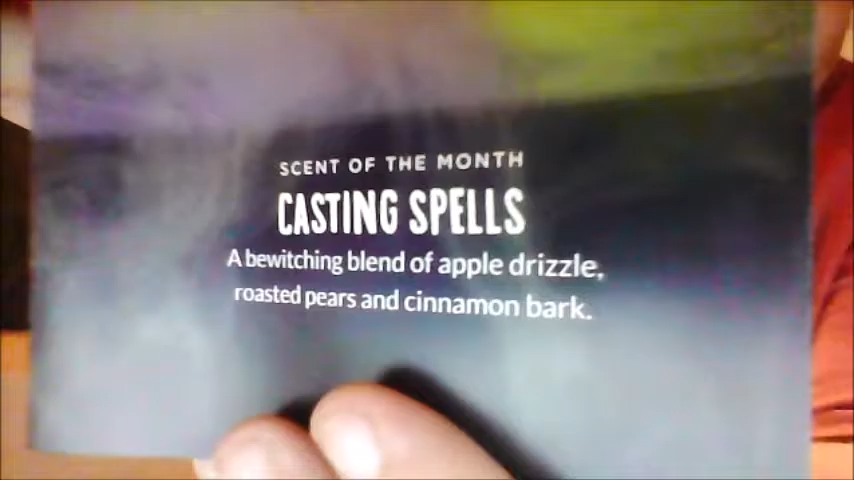 SCENT OF THE MONTH
CASTING SPELLS
A bewitching blend of apple drizzle,
roasted pears and cinnamon bark.